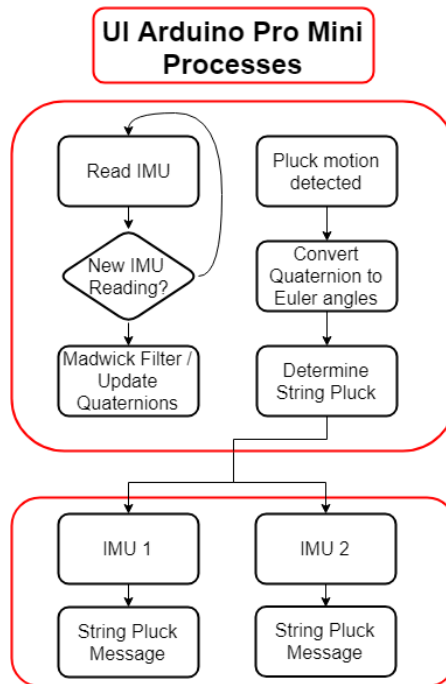 UI Arduino Pro Mini
Processes
Read IMU
New IMU
Reading?
Madwick Filter /
Update
Quaternions
Pluck motion
detected
Convert
Quaternion to
Euler angles
Determine
String Pluck
IMU 1
String Pluck
Message
IMU 2
String Pluck
Message